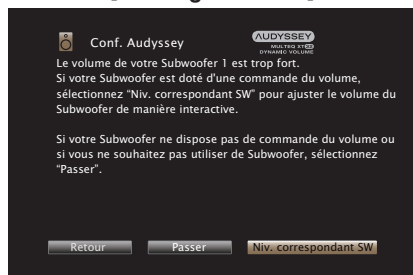 Conf. Audyssey
AUDYSSEY
MULTEQ XT32
DYNAMIC VOLUME
Le volume de votre Subwoofer 1 est trop fort.
Si votre Subwoofer est doté d'une commande du volume,
sélectionnez "Niv. correspondant SW" pour ajuster le volume du
Subwoofer de manière interactive.
Si votre Subwoofer ne dispose pas de commande du volume ou
si vous ne souhaitez pas utiliser de Subwoofer, sélectionnez
"Passer".
Retour
Passer
Niv. correspondant SW